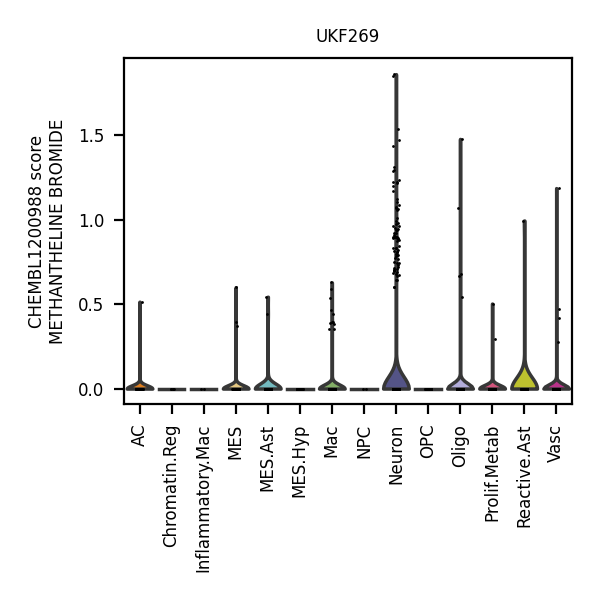 UKF269
CHEMBL1200988 score
METHANTHELINE BROMIDE
1.5
1.0
0.5
0.0
AC
Chromatin.Reg
Inflammatory.Mac
MES
MES.Ast
MES.Hyp
Mac
NPC
Neuron
OPC
Oligo
Prolif.Metab
Reactive.Ast
Vasc